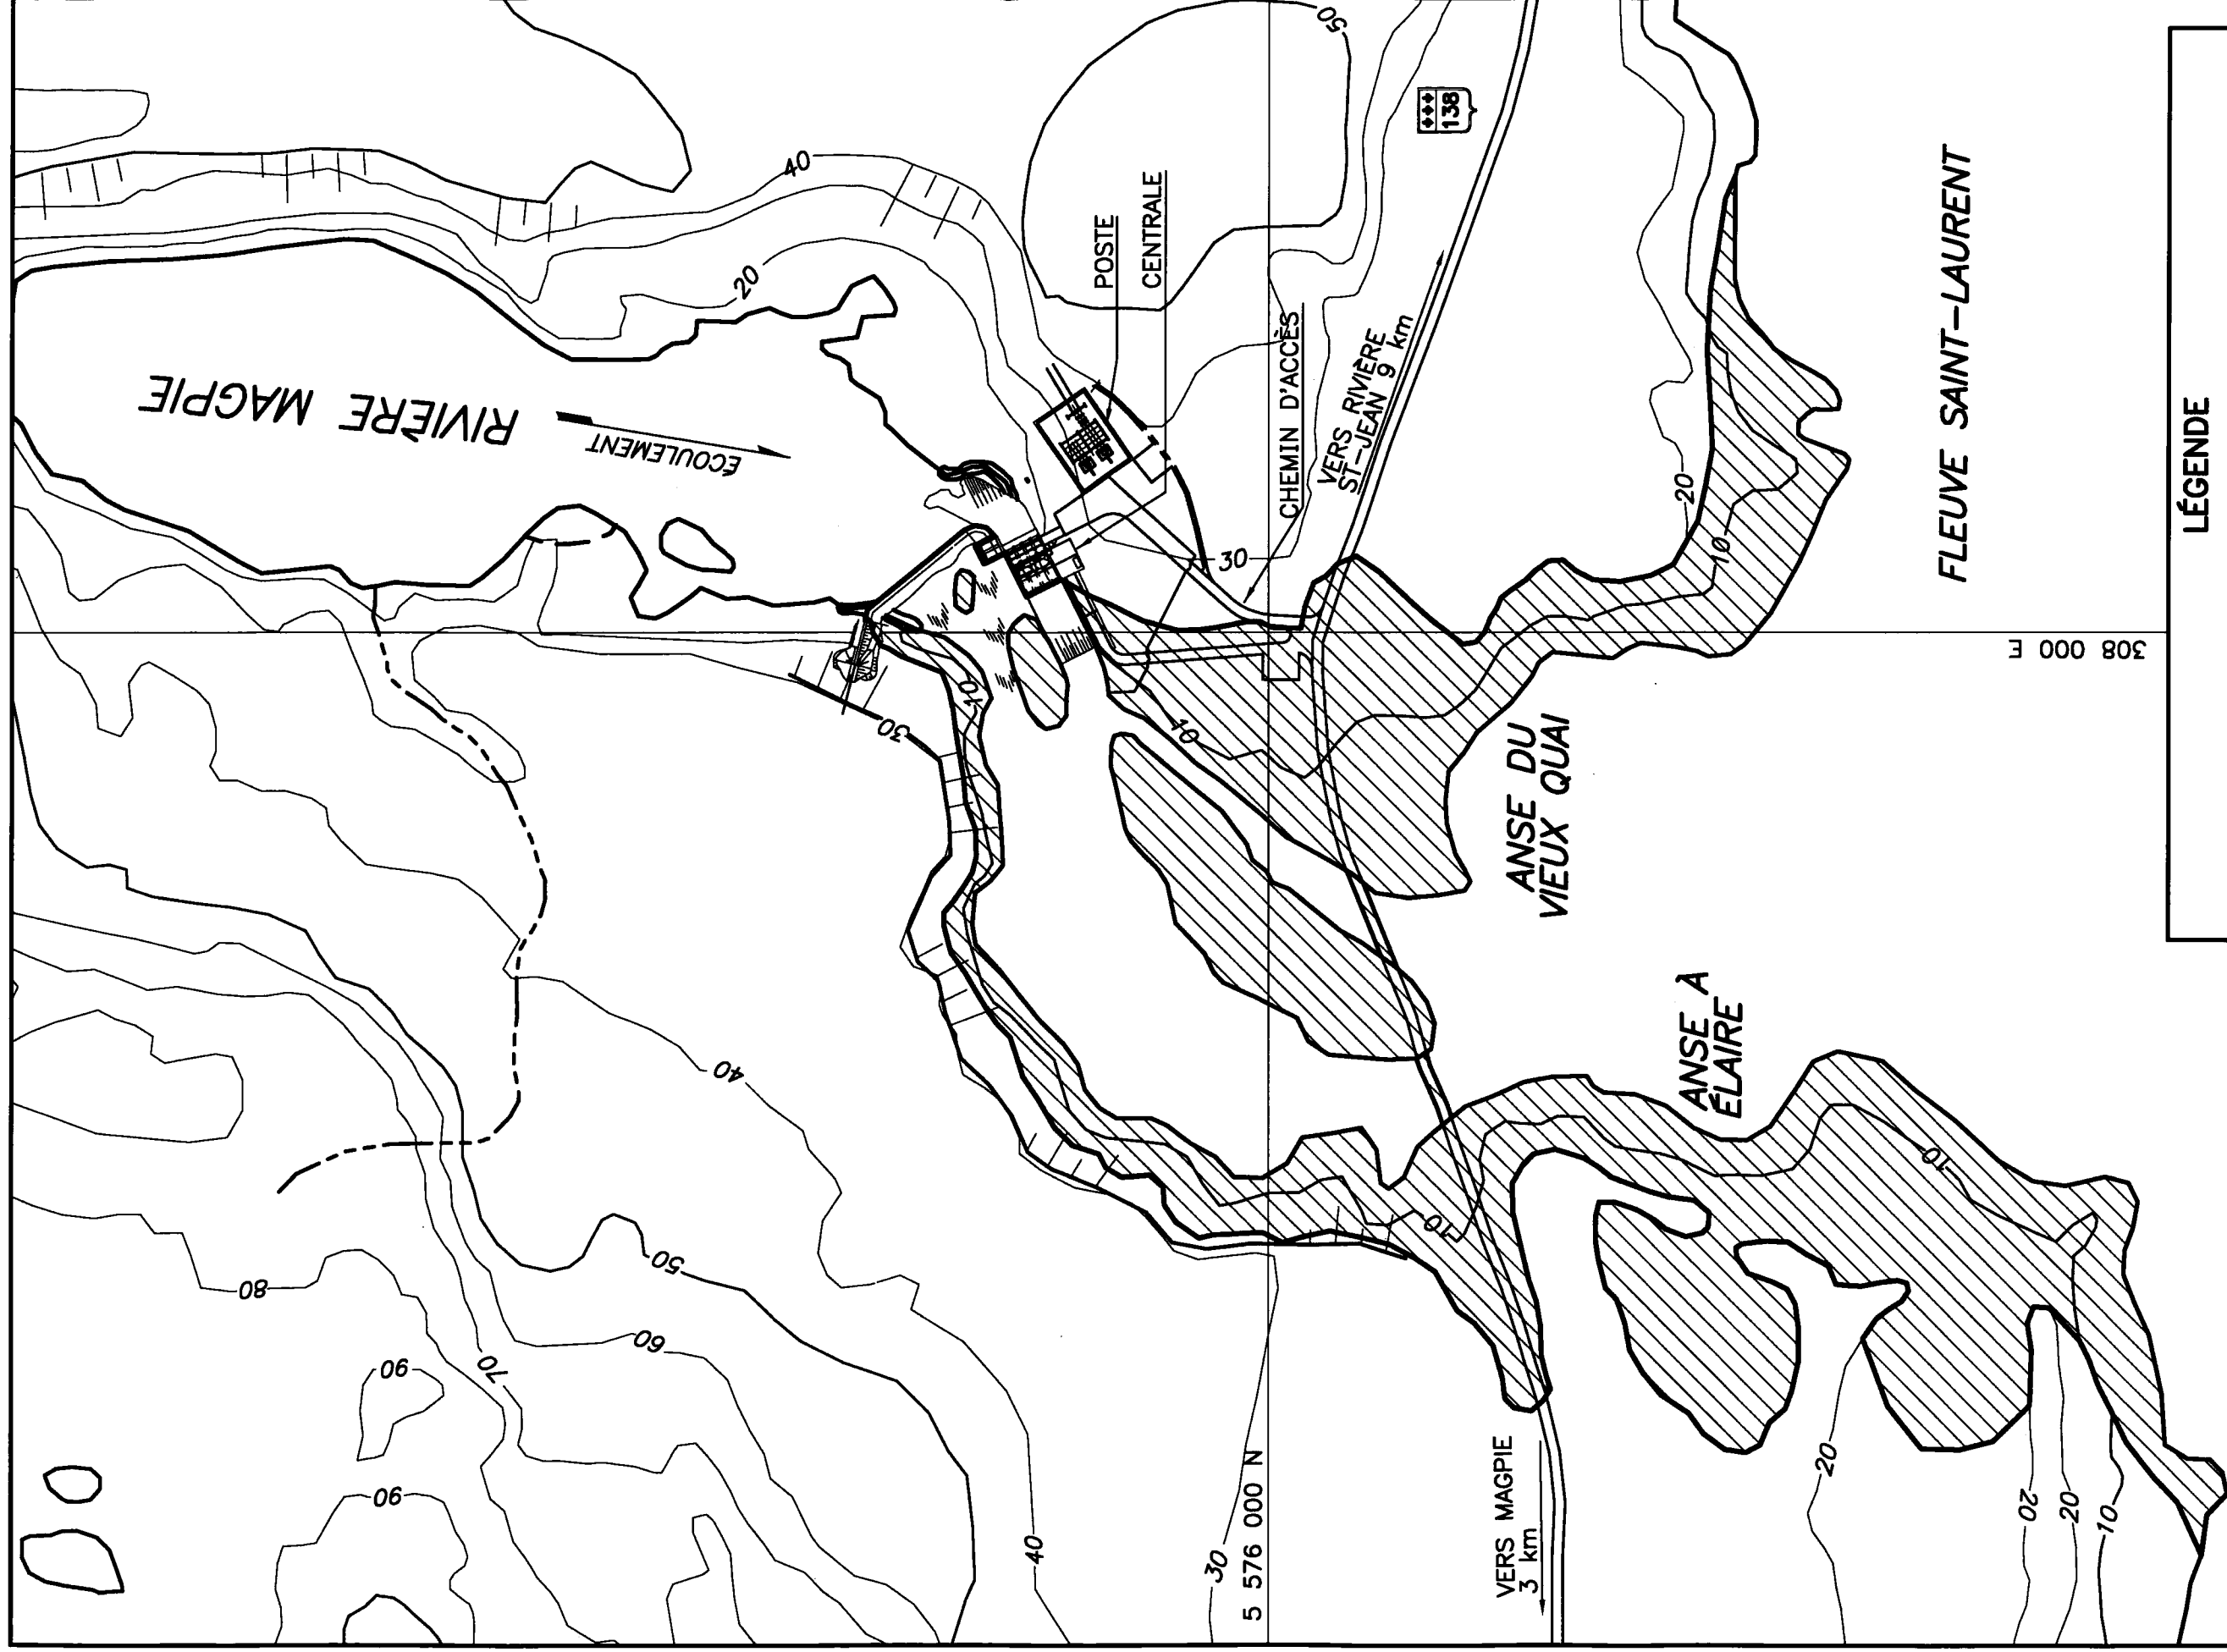 RIVIÈRE MAGPIE
ÉCOULEMENT
POSTE
CENTRALE
CHEMIN D'ACCÈS
VERS RIVIÈRE
ST-JEAN 9 km
138
FLEUVE SAINT-LAURENT
LÉGENDE
308 000 E
ANSE DU
VIEUX QUAI
ANSE A
ÉLAIRE
VERS MAGPIE
3 km
5 576 000 N
50
40
20
30
20
10
10
30
10
40
50
60
70
80
90
90
40
30
10
10
20
20
20
10